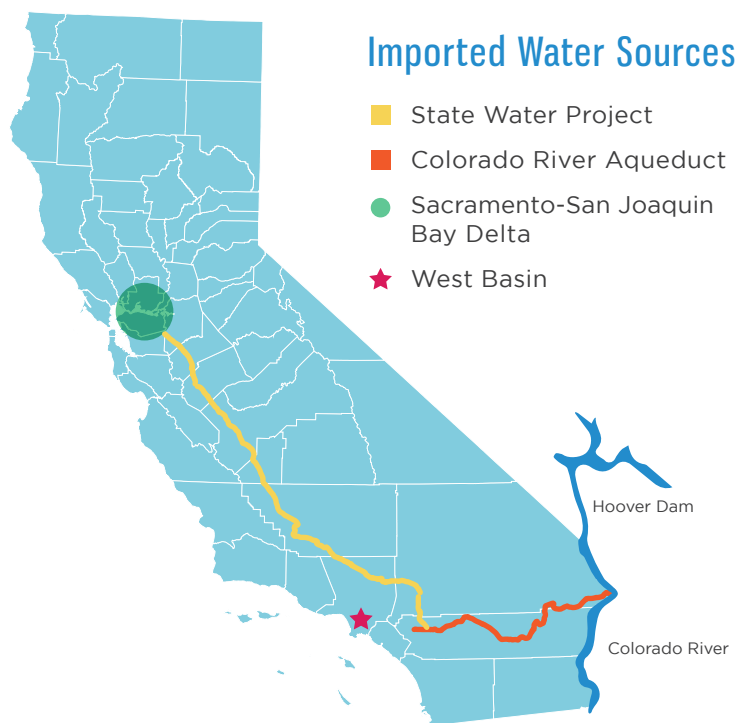 Imported Water Sources
State Water Project
Colorado River Aqueduct
Sacramento-San Joaquin
Bay Delta
West Basin
Hoover Dam
Colorado River